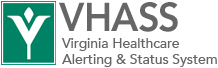 VHASS
Virginia Healthcare
Alerting & Status System